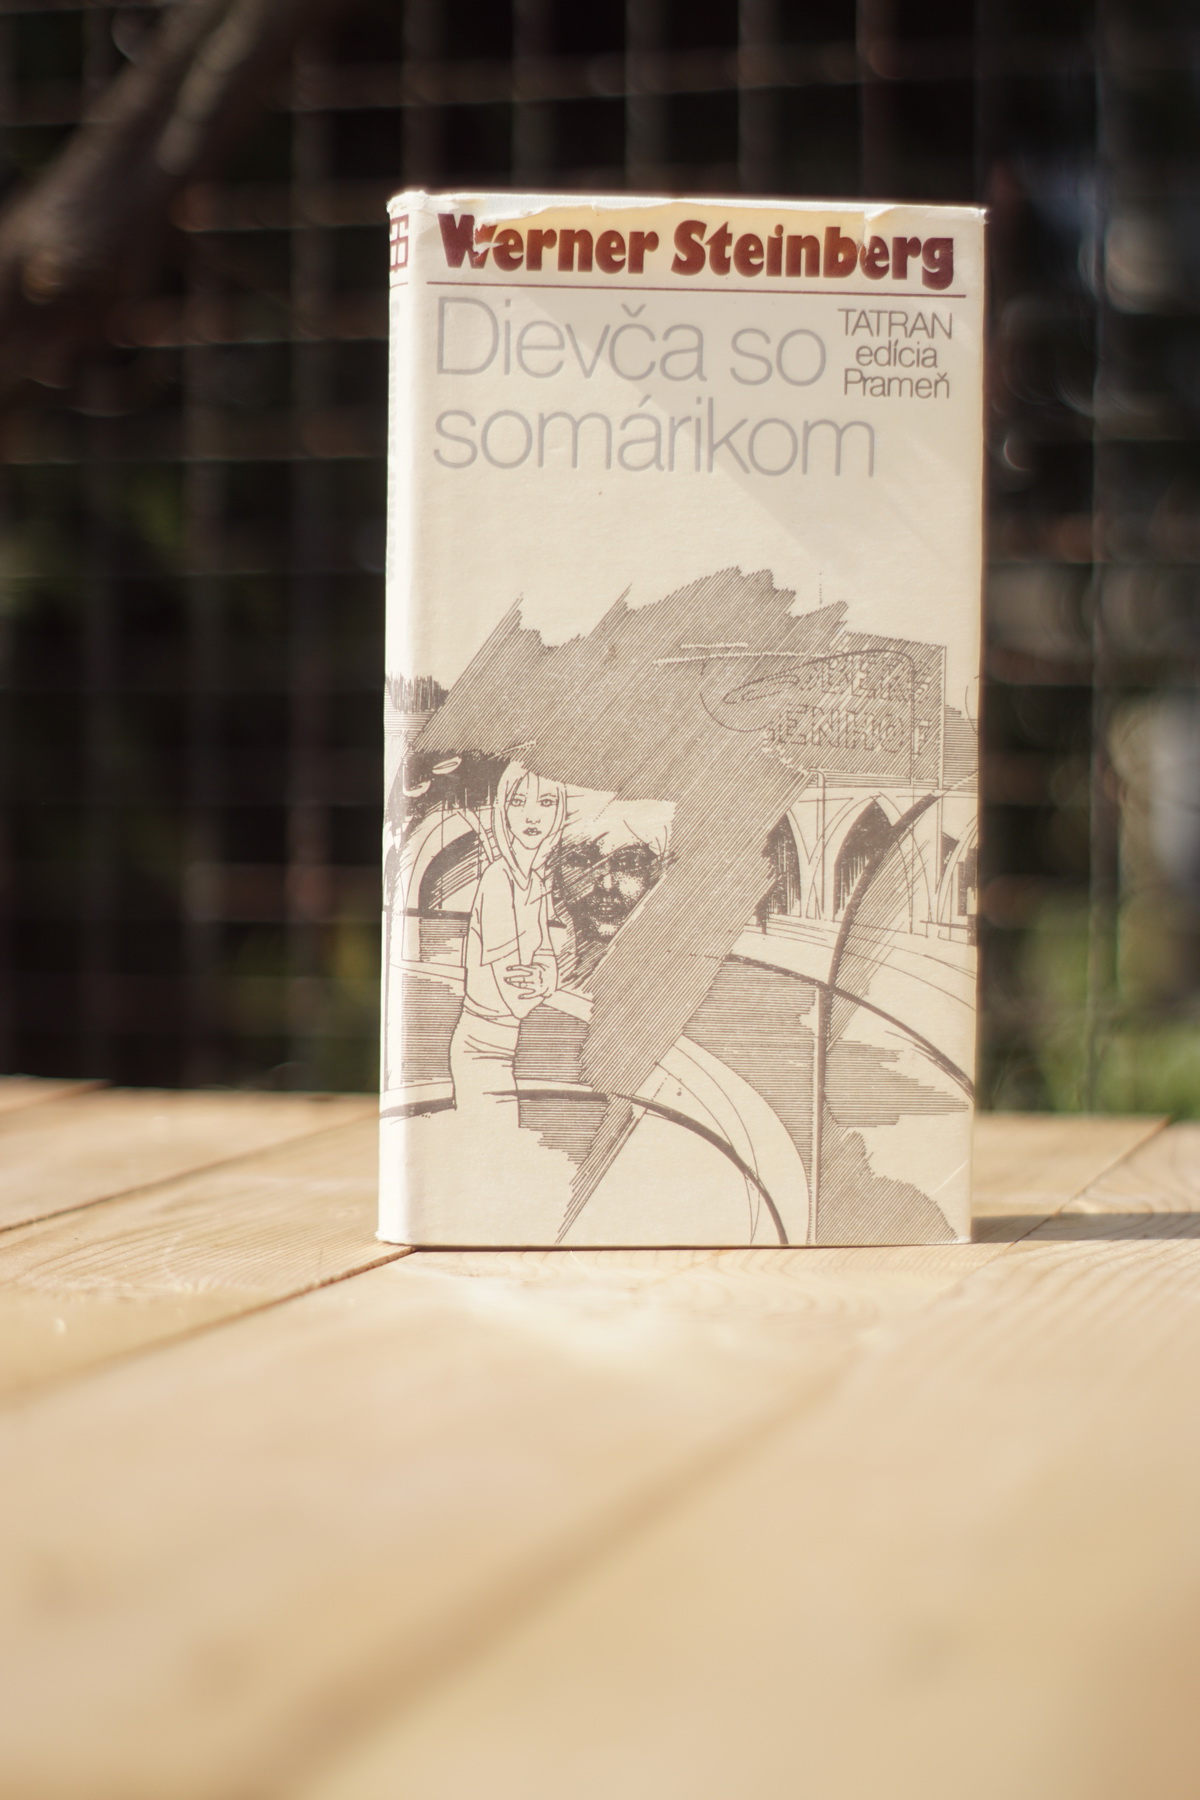 Werner Steinberg
Dievča so
somárikom
TATRAN
edícia
Prameň